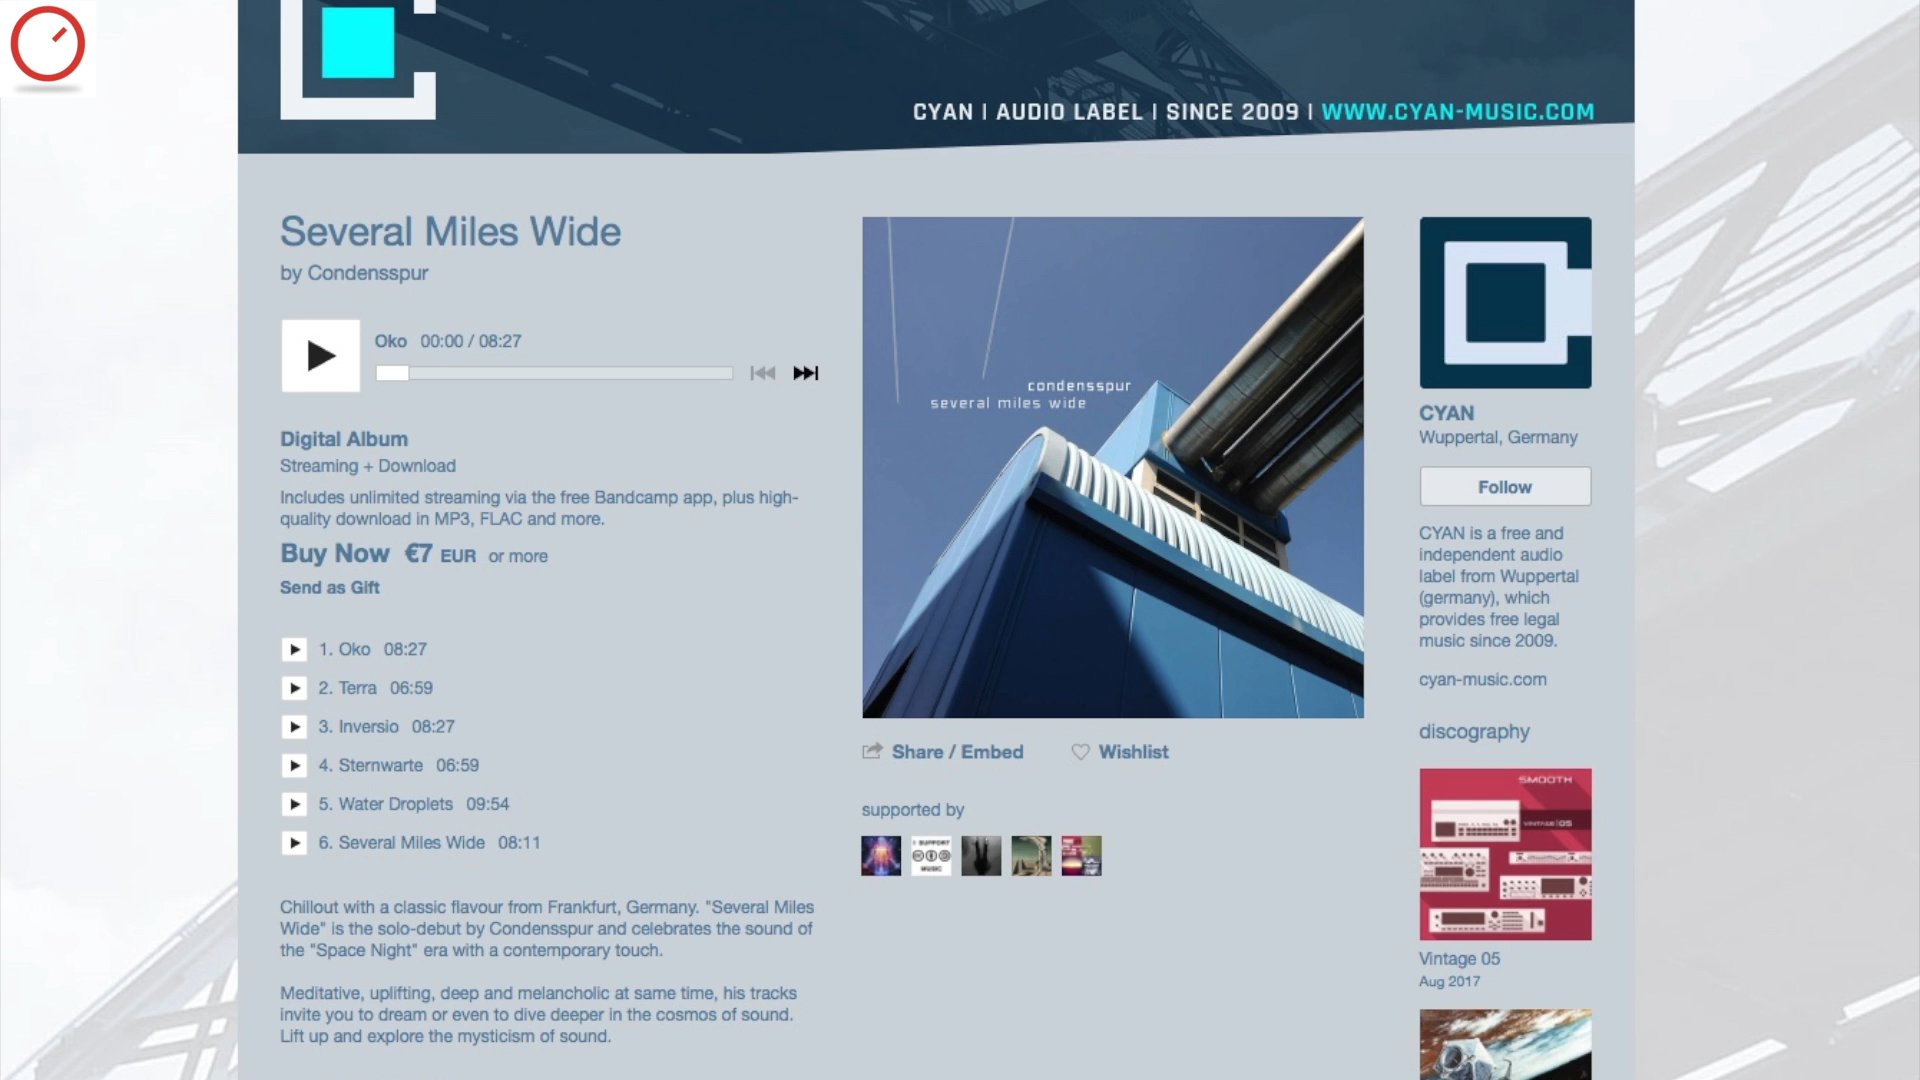 CYAN | AUDIO LABEL | SINCE 2009 | WWW.CYAN-MUSIC.COM
Several Miles Wide
by Condensspur
Oko 00:00 / 08:27
Digital Album
Streaming + Download
Includes unlimited streaming via the free Bandcamp app, plus high-
quality download in MP3, FLAC and more.
Buy Now €7 EUR or more
Send as Gift
1. Oko 08:27
2. Terra 06:59
3. Inversio 08:27
4. Sternwarte 06:59
5. Water Droplets 09:54
6. Several Miles Wide 08:11
Chillout with a classic flavour from Frankfurt, Germany. "Several Miles
Wide" is the solo-debut by Condensspur and celebrates the sound of
the "Space Night" era with a contemporary touch.
Meditative, uplifting, deep and melancholic at same time, his tracks
invite you to dream or even to dive deeper in the cosmos of sound.
Lift up and explore the mysticism of sound.
condensspur
several miles wide
Share / Embed
Wishlist
supported by
I SUPPORT
MUSIC
CYAN
Wuppertal, Germany
Follow
CYAN is a free and
independent audio
label from Wuppertal
(germany), which
provides free legal
music since 2009.
cyan-music.com
discography
SMOOTH
VINTAGE | 05
Vintage 05
Aug 2017